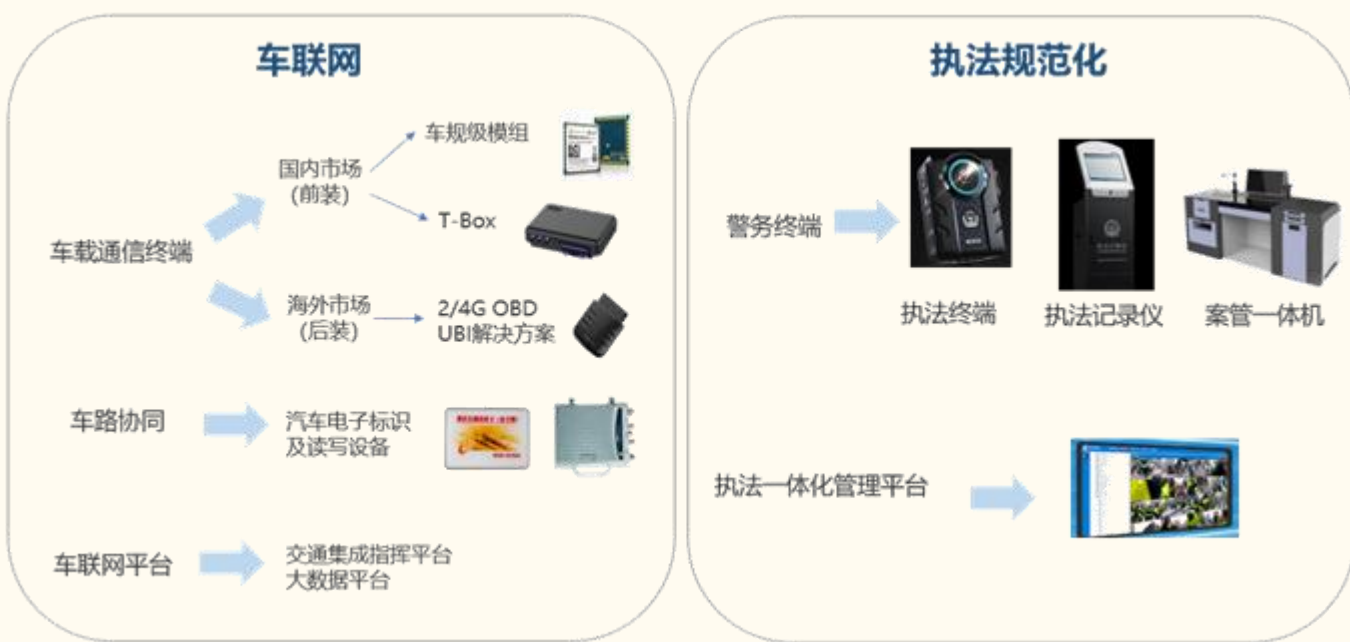 车联网
车载通信终端
国内市场
(前装)
车规级模组
T-Box
海外市场
(后装)
2/4G OBD
UBI解决方案
车路协同
汽车电子标识
及读写设备
车联网平台
交通集成指挥平台
大数据平台
执法规范化
警务终端
执法终端
执法记录仪
案管一体机
执法一体化管理平台